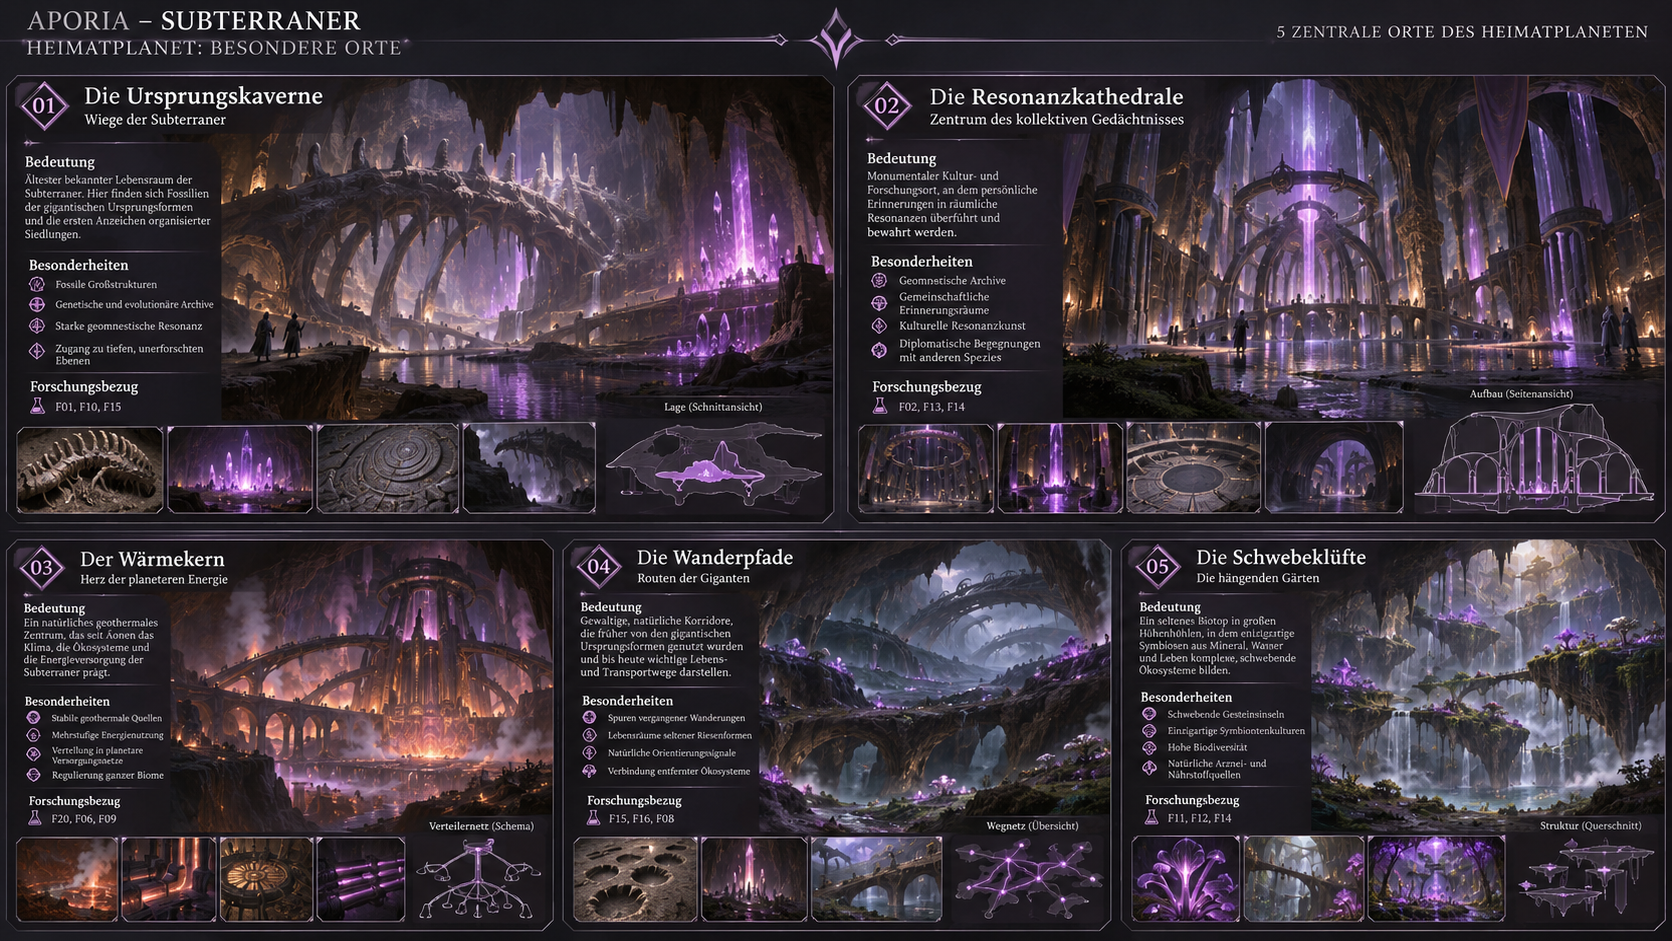 APORIA – SUBTERRANER
HEIMATPLANET: BESONDERE ORTE
5 ZENTRALE ORTE DES HEIMATPLANETEN
01
Die Ursprungskaverne
Wiege der Subterraner
Bedeutung
Ältester bekannter Lebensraum der
Subterraner. Hier finden sich Fossilien
der gigantischen Ursprungsformen
und die ersten Anzeichen organisierter
Siedlungen.
Besonderheiten
Fossile Großstrukturen
Genetische und evolutionäre Archive
Starke geomnestische Resonanz
Zugang zu tiefen, unerforschten
Ebenen
Forschungsbezug
F01, F10, F15
Lage (Schnittansicht)
02
Die Resonanzkathedrale
Zentrum des kollektiven Gedächtnisses
Bedeutung
Monumentaler Kultur- und
Forschungsort, an dem persönliche
Erinnerungen in räumliche
Resonanzen überführt und
bewahrt werden.
Besonderheiten
Geomnestische Archive
Gemeinschaftliche
Erinnerungsräume
Kulturelle Resonanzkunst
Diplomatische Begegnungen
mit anderen Spezies
Forschungsbezug
F02, F13, F14
Aufbau (Seitenansicht)
03
Der Wärmekern
Herz der planeteren Energie
Bedeutung
Ein natürliches geothermales
Zentrum, das seit Äonen das
Klima, die Ökosysteme und
die Energieversorgung der
Subterraner prägt.
Besonderheiten
Stabile geothermale Quellen
Mehrstufige Energienutzung
Verteilung in planetare
Versorgungsnetze
Regulierung ganzer Biome
Forschungsbezug
F20, F06, F09
Verteilernetz (Schema)
04
Die Wanderpfade
Routen der Giganten
Bedeutung
Gewaltige, natürliche Korridore,
die früher von den gigantischen
Ursprungsformen genutzt wurden
und bis heute wichtige Lebens-
und Transportwege darstellen.
Besonderheiten
Spuren vergangener Wanderungen
Lebensräume seltener Riesenformen
Natürliche Orientierungssignale
Verbindung entfernter Ökosysteme
Forschungsbezug
F15, F16, F08
Wegnetz (Übersicht)
05
Die Schwebeklüfte
Die hängenden Gärten
Bedeutung
Ein seltenes Biotop in großen
Höhenhöhlen, in dem einzigartige
Symbiosen aus Mineral, Wasser
und Leben komplexe, schwebende
Ökosysteme bilden.
Besonderheiten
Schwebende Gesteinsinseln
Einzigartige Symbiontenkulturen
Hohe Biodiversität
Natürliche Arznei- und
Nährstoffquellen
Forschungsbezug
F11, F12, F14
Struktur (Querschnitt)